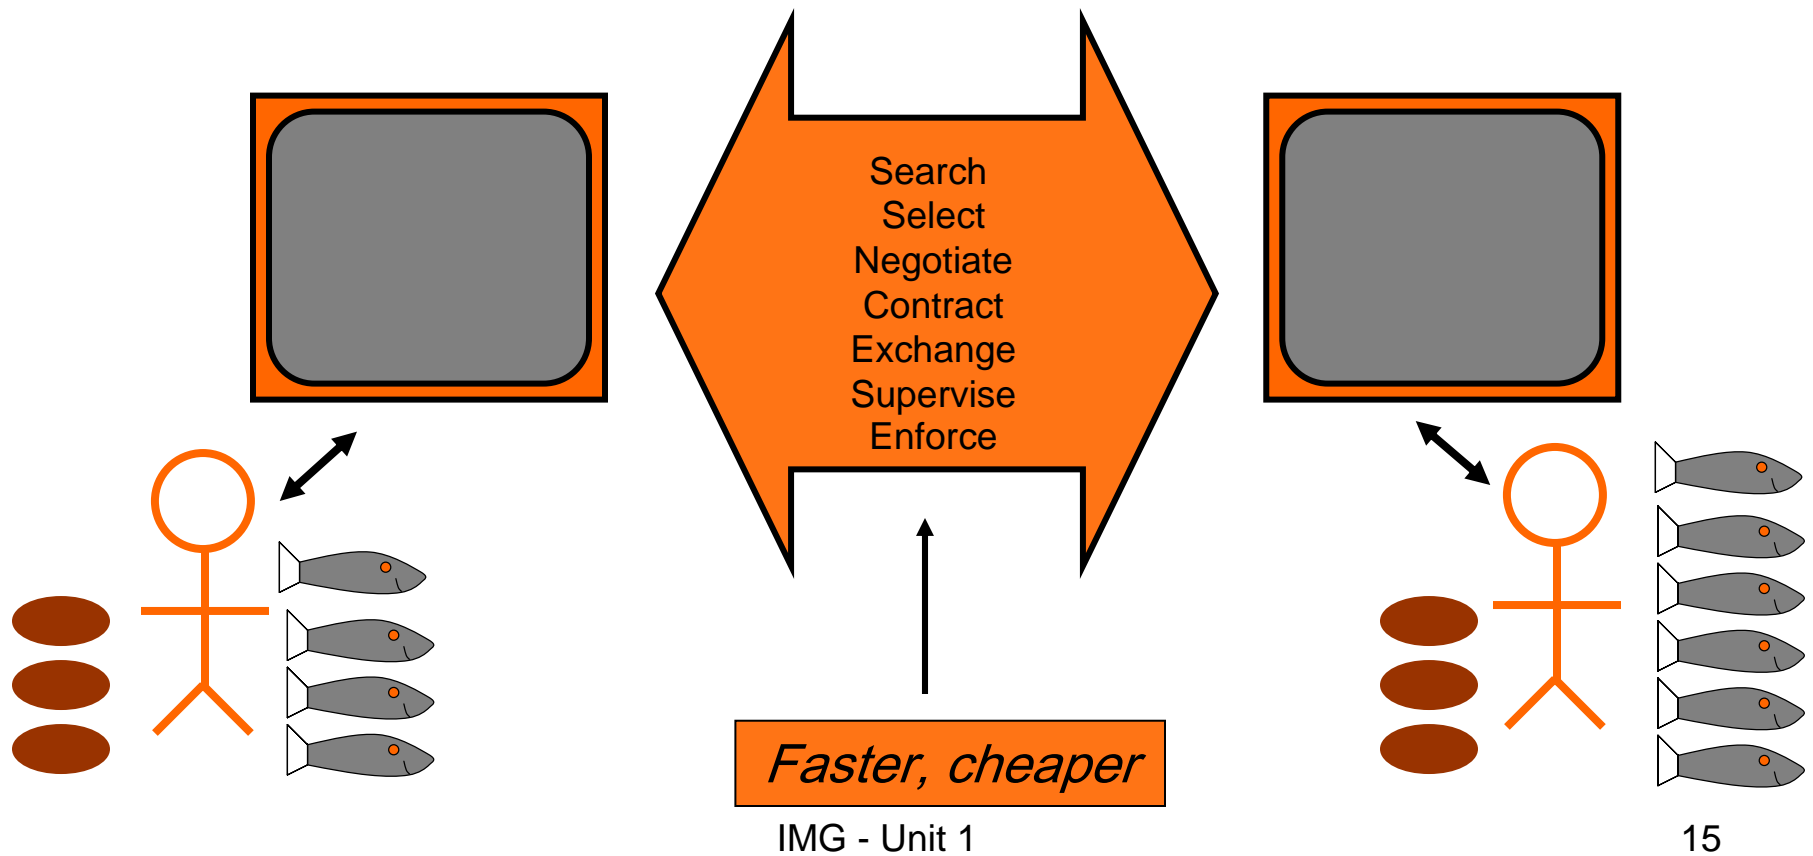 Search
Select
Negotiate
Contract
Exchange
Supervise
Enforce
Faster, cheaper
IMG - Unit 1
15